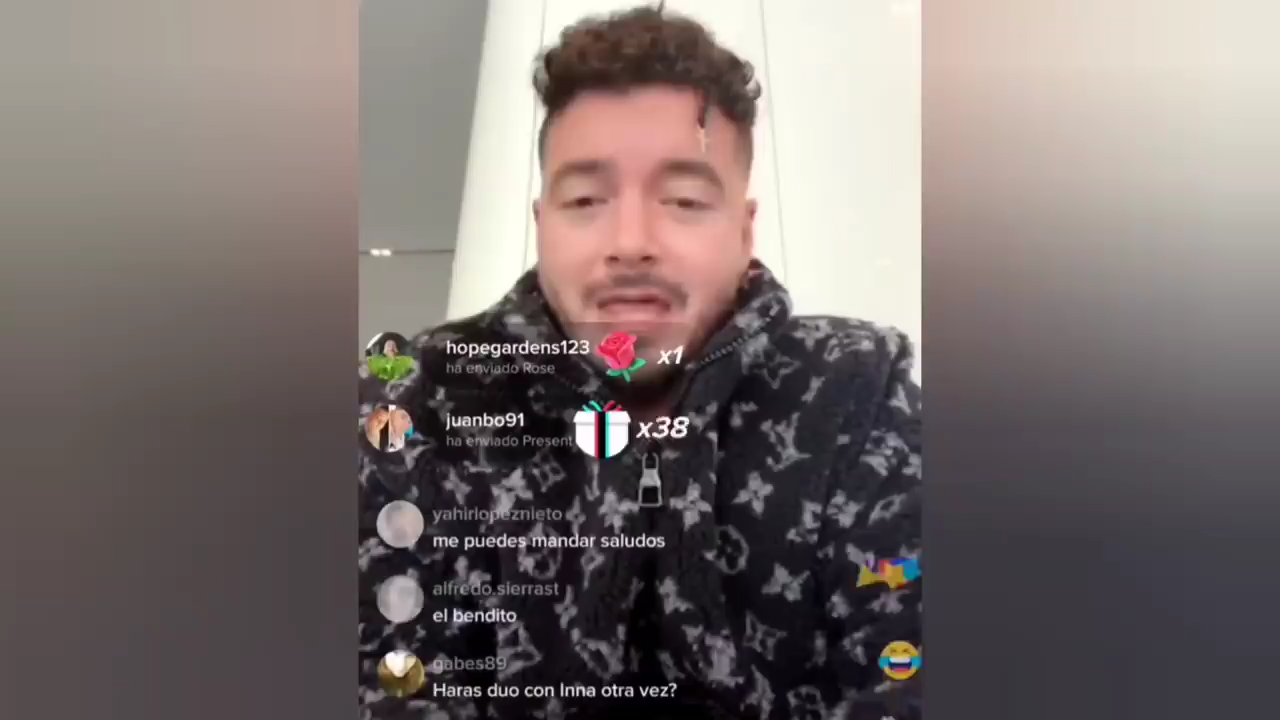 hopegardens123
x1
ha enviado Rose
juanbo91
x38
ha enviado Present
yahirlopeznieto
me puedes mandar saludos
alfredo.sierrast
el bendito
gabes89
Haras duo con Inna otra vez?